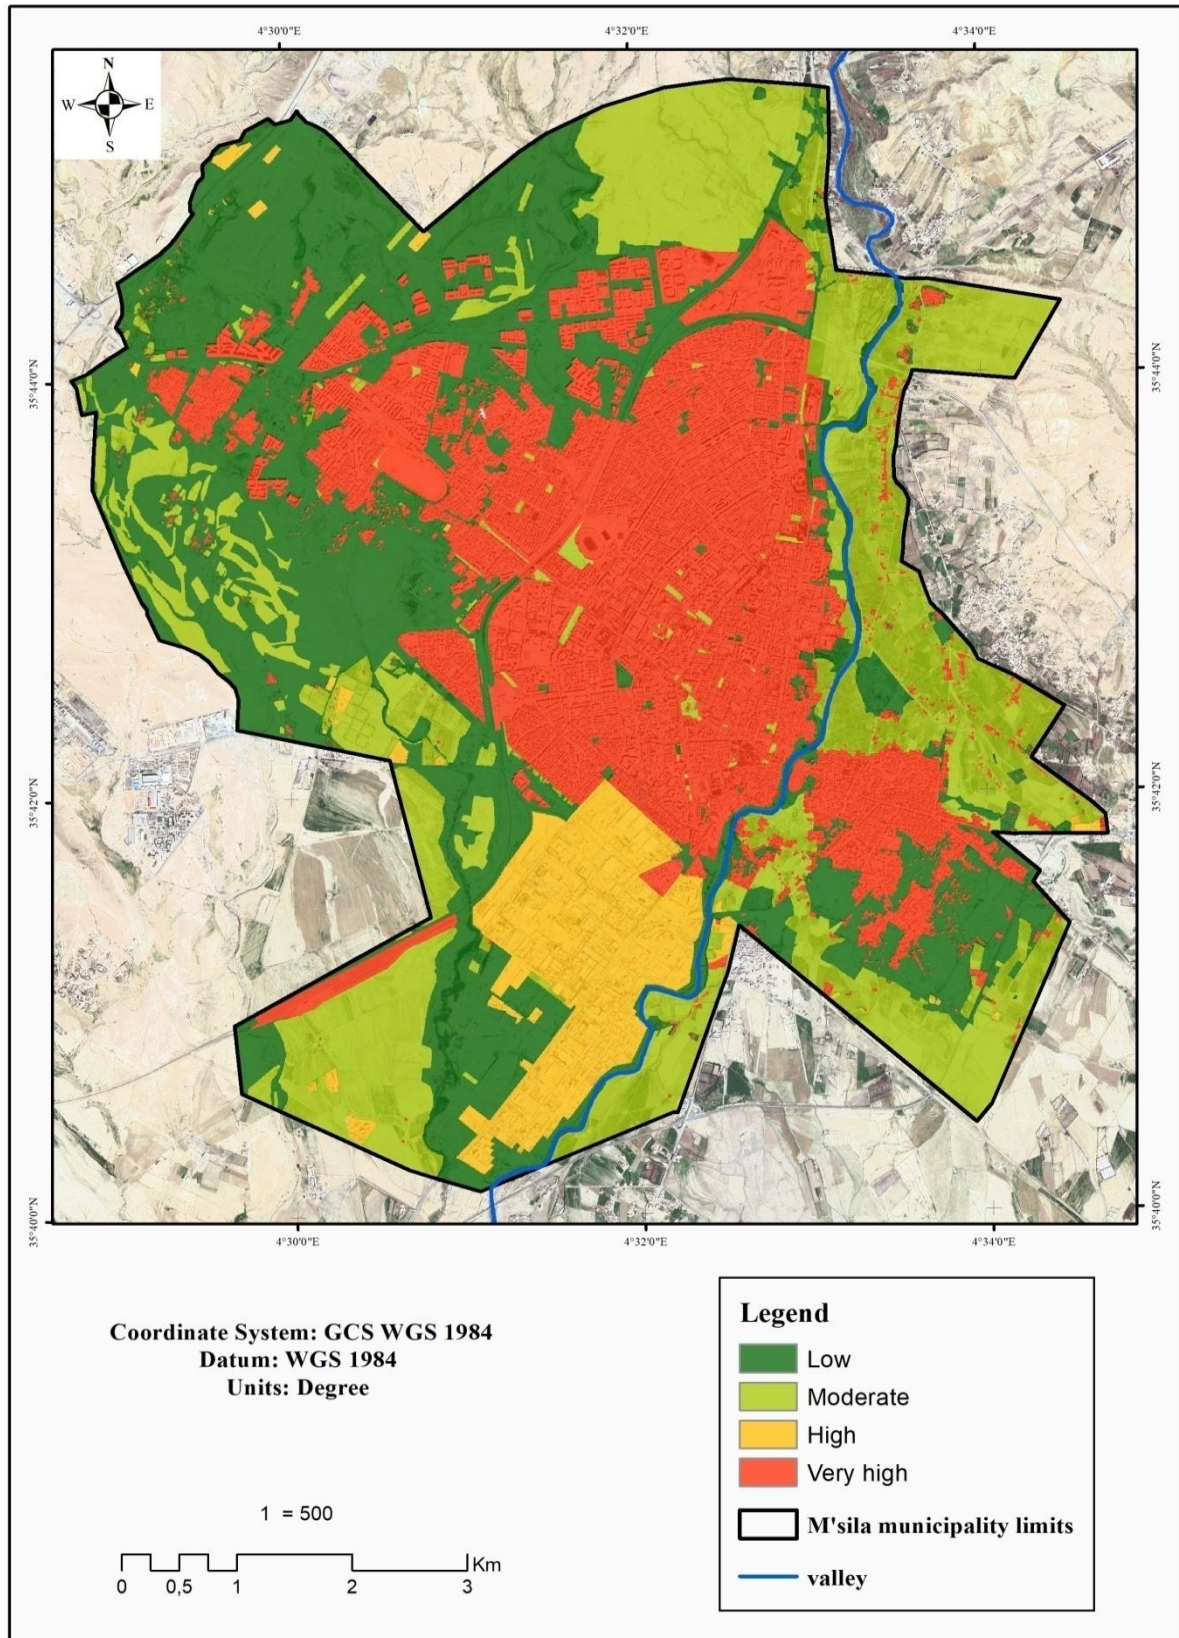 4°30'0"E 4°32'0"E 4°34'0"E
N
W E
S
35°44'0"N 35°44'0"N
35°42'0"N 35°42'0"N
35°40'0"N 35°40'0"N
4°30'0"E 4°32'0"E 4°34'0"E
Coordinate System: GCS WGS 1984
Datum: WGS 1984
Units: Degree
1 = 500
Km
0 0,5 1 2 3
Legend
Low
Moderate
High
Very high
M'sila municipality limits
valley